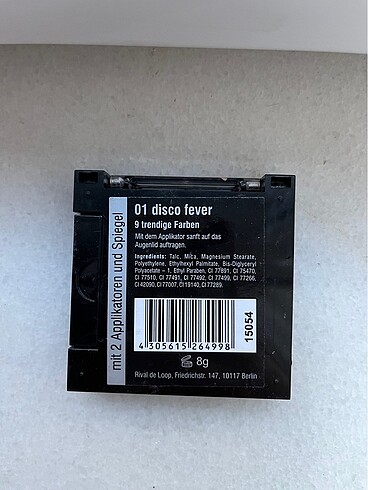 01 disco fever
9 trendige Farben
Mit dem Applikator sanft auf das
Augenlid auftragen.
Ingredients: Talc, Mica, Magnesium Stearate,
Polyethylene, Ethylhexyl Palmitate, Bis-Diglyceryl
Polyacetate – 1, Ethyl Paraben, CI 77891, CI 75470,
CI 77510, CI 77491, CI 77492, CI 77499, CI 77266,
CI 42090, CI 77007, CI 19140, CI 77289.
4 305615 264998
15054
8g
Rival de Loop, Friedrichstr. 147, 10117 Berlin
mit 2 Applikatoren und Spiegel